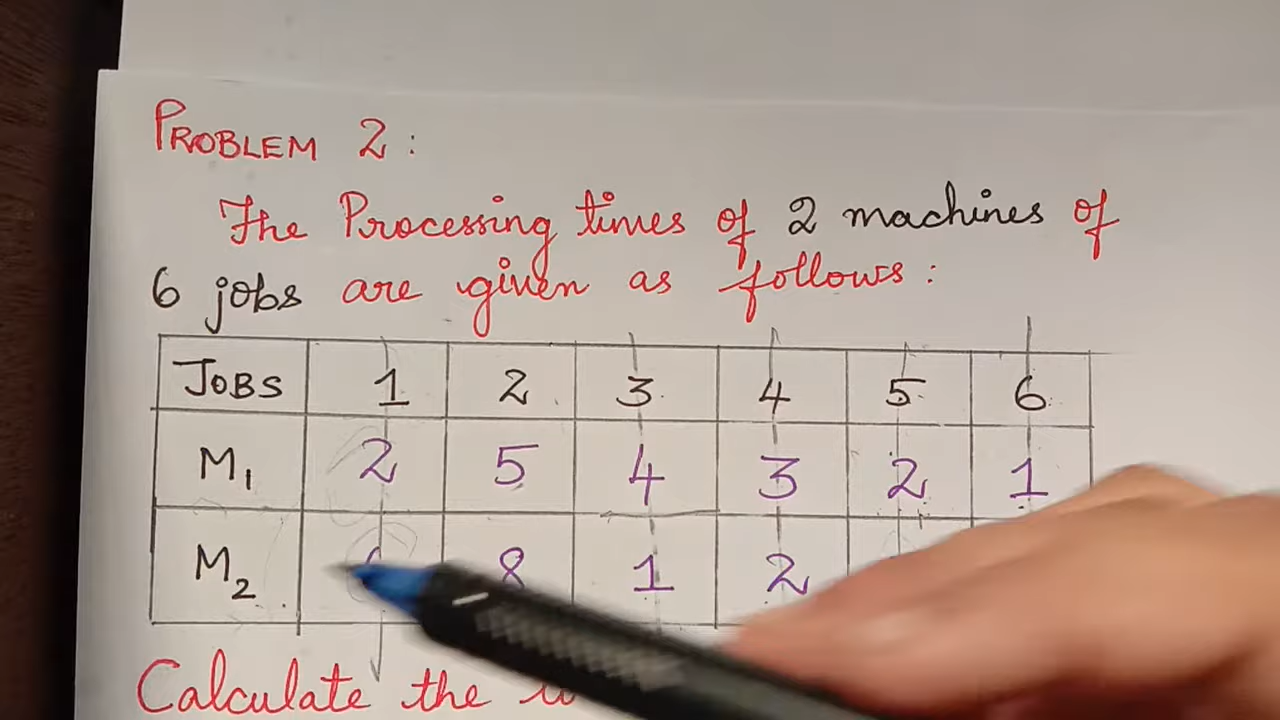 PROBLEM 2:
The Processing times of 2 machines of
6 jobs are given as follows:
JOBS 1 2 3 4 5 6
M1 2 5 4 3 2 1
M2 8 1 2
Calculate the